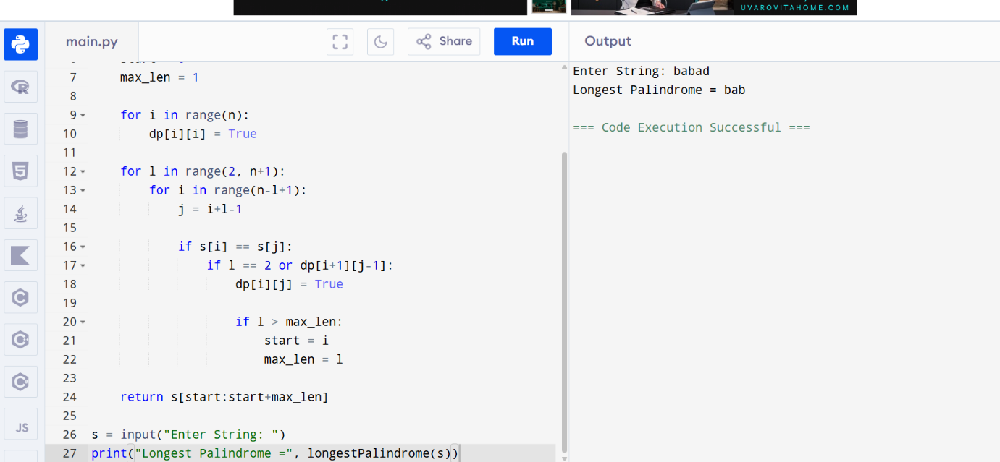 UVAROVITAHOME.COM
main.py
Share
Run
Output
7 max_len = 1
8
9 for i in range(n):
10 dp[i][i] = True
11
12 for l in range(2, n+1):
13 for i in range(n-l+1):
14 j = i+l-1
15
16 if s[i] == s[j]:
17 if l == 2 or dp[i+1][j-1]:
18 dp[i][j] = True
19
20 if l > max_len:
21 start = i
22 max_len = l
23
24 return s[start:start+max_len]
25
26 s = input("Enter String: ")
27 print("Longest Palindrome =", longestPalindrome(s))
JS
Enter String: babad
Longest Palindrome = bab
=== Code Execution Successful ===